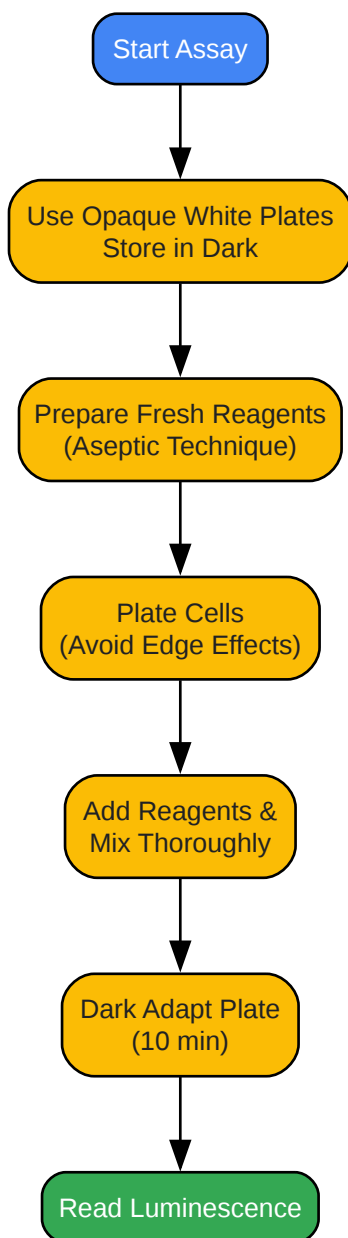 Start Assay
Use Opaque White Plates
Store in Dark
Prepare Fresh Reagents
(Aseptic Technique)
Plate Cells
(Avoid Edge Effects)
Add Reagents &
Mix Thoroughly
Dark Adapt Plate
(10 min)
Read Luminescence